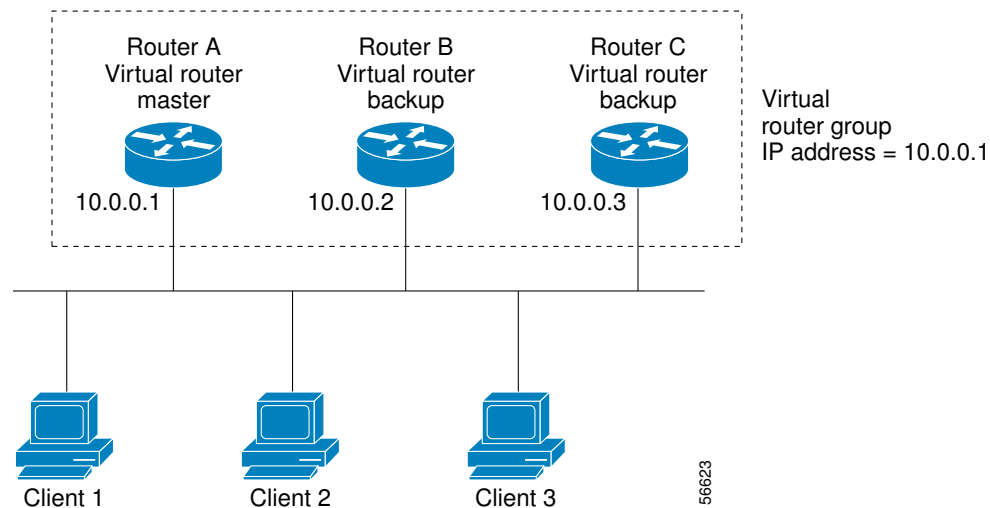 Router A
Virtual router
master
Router B
Virtual router
backup
Router C
Virtual router
backup
Virtual
router group
IP address = 10.0.0.1
10.0.0.1
10.0.0.2
10.0.0.3
Client 1
Client 2
Client 3
56623